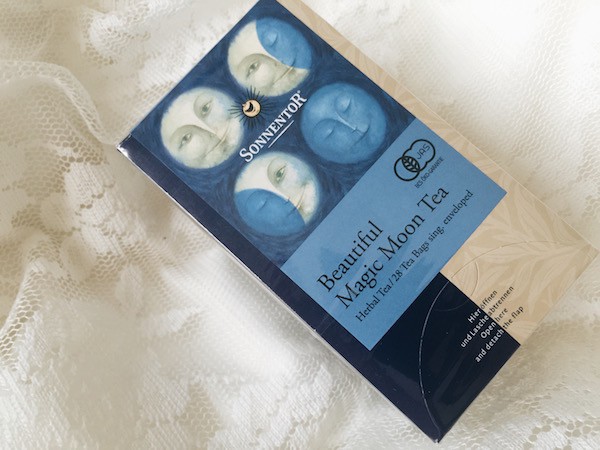 SONNENTOR®
JAS
Beautiful
Magic Moon Tea
Herbal Tea / 28 Tea Bags sing. enveloped
Hier öffnen
und Lasche abtrennen
Open here
and detach the flap